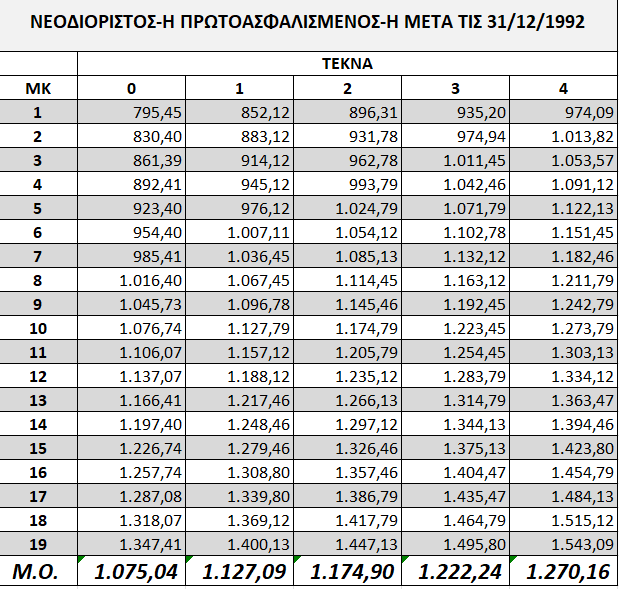 ΝΕΟΔΙΟΡΙΣΤΟΣ-Η ΠΡΩΤΟΑΣΦΑΛΙΣΜΕΝΟΣ-Η ΜΕΤΑ ΤΙΣ 31/12/1992
ΤΕΚΝΑ
ΜΚ 0 1 2 3 4
1 795,45 852,12 896,31 935,20 974,09
2 830,40 883,12 931,78 974,94 1.013,82
3 861,39 914,12 962,78 1.011,45 1.053,57
4 892,41 945,12 993,79 1.042,46 1.091,12
5 923,40 976,12 1.024,79 1.071,79 1.122,13
6 954,40 1.007,11 1.054,12 1.102,78 1.151,45
7 985,41 1.036,45 1.085,13 1.132,12 1.182,46
8 1.016,40 1.067,45 1.114,45 1.163,12 1.211,79
9 1.045,73 1.096,78 1.145,46 1.192,45 1.242,79
10 1.076,74 1.127,79 1.174,79 1.223,45 1.273,79
11 1.106,07 1.157,12 1.205,79 1.254,45 1.303,13
12 1.137,07 1.188,12 1.235,12 1.283,79 1.334,12
13 1.166,41 1.217,46 1.266,13 1.314,79 1.363,47
14 1.197,40 1.248,46 1.297,12 1.344,13 1.394,46
15 1.226,74 1.279,46 1.326,46 1.375,13 1.423,80
16 1.257,74 1.308,80 1.357,46 1.404,47 1.454,79
17 1.287,08 1.339,80 1.386,79 1.435,47 1.484,13
18 1.318,07 1.369,12 1.417,79 1.464,79 1.515,12
19 1.347,41 1.400,13 1.447,13 1.495,80 1.543,09
Μ.Ο. 1.075,04 1.127,09 1.174,90 1.222,24 1.270,16